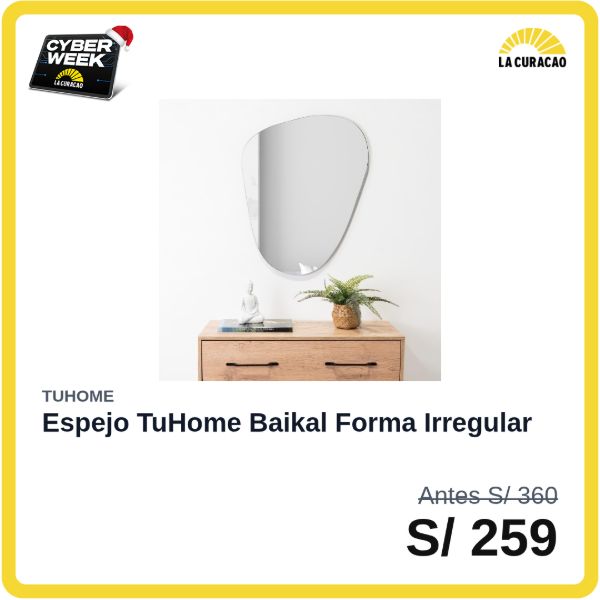 CYBER
WEEK
LA CURACAO
LA CURACAO
TUHOME
Espejo TuHome Baikal Forma Irregular
Antes S/ 360
S/ 259